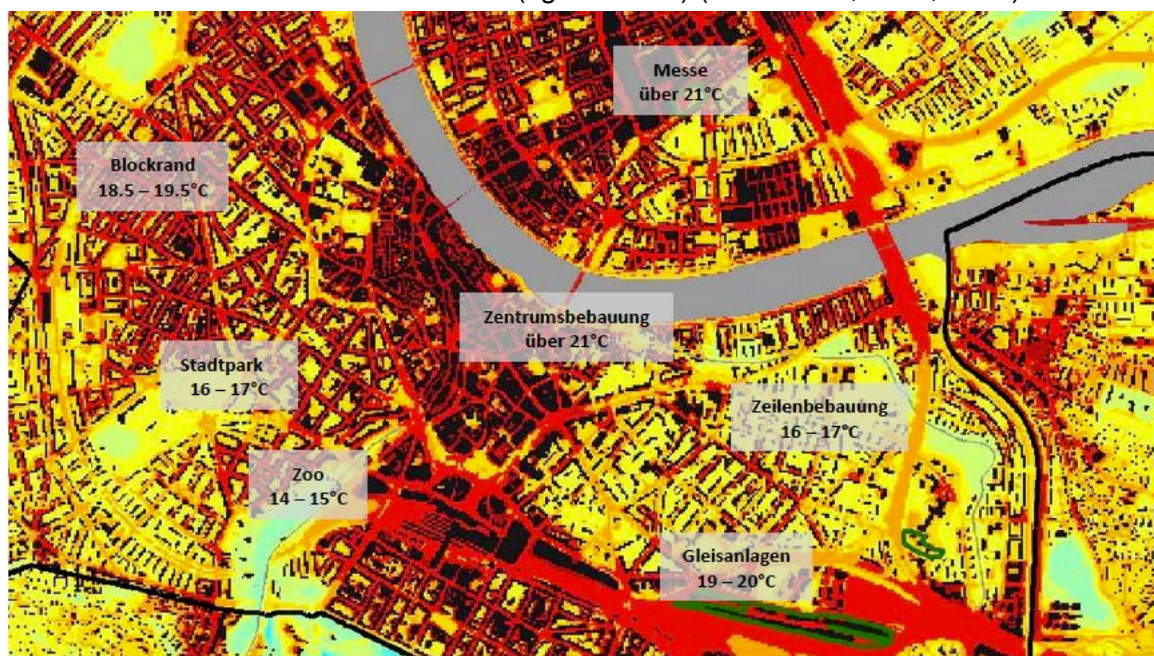 Messe
über 21°C
Blockrand
18.5 – 19.5°C
Zentrumsbebauung
über 21°C
Stadtpark
16 – 17°C
Zeilenbebauung
16 – 17°C
Zoo
14 – 15°C
Gleisanlagen
19 – 20°C